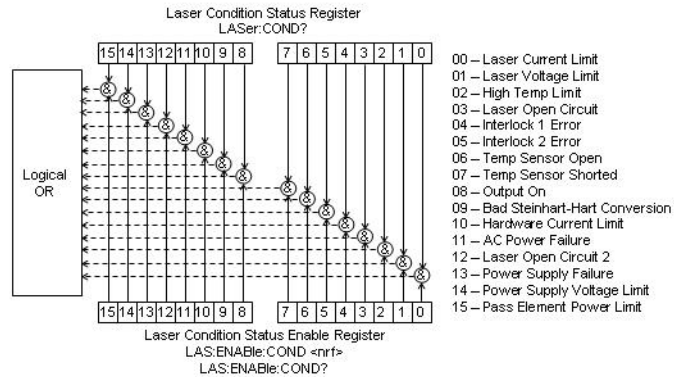 Laser Condition Status Register
LASer:COND?
15 14 13 12 11 10 9 8 7 6 5 4 3 2 1 0
& & & & & & & & & & & & & & & &
Logical
OR
15 14 13 12 11 10 9 8 7 6 5 4 3 2 1 0
Laser Condition Status Enable Register
LAS:ENABle:COND <nrf>
LAS:ENABle:COND?
00 – Laser Current Limit
01 – Laser Voltage Limit
02 – High Temp Limit
03 – Laser Open Circuit
04 – Interlock 1 Error
05 – Interlock 2 Error
06 – Temp Sensor Open
07 – Temp Sensor Shorted
08 – Output On
09 – Bad Steinhart-Hart Conversion
10 – Hardware Current Limit
11 – AC Power Failure
12 – Laser Open Circuit 2
13 – Power Supply Failure
14 – Power Supply Voltage Limit
15 – Pass Element Power Limit